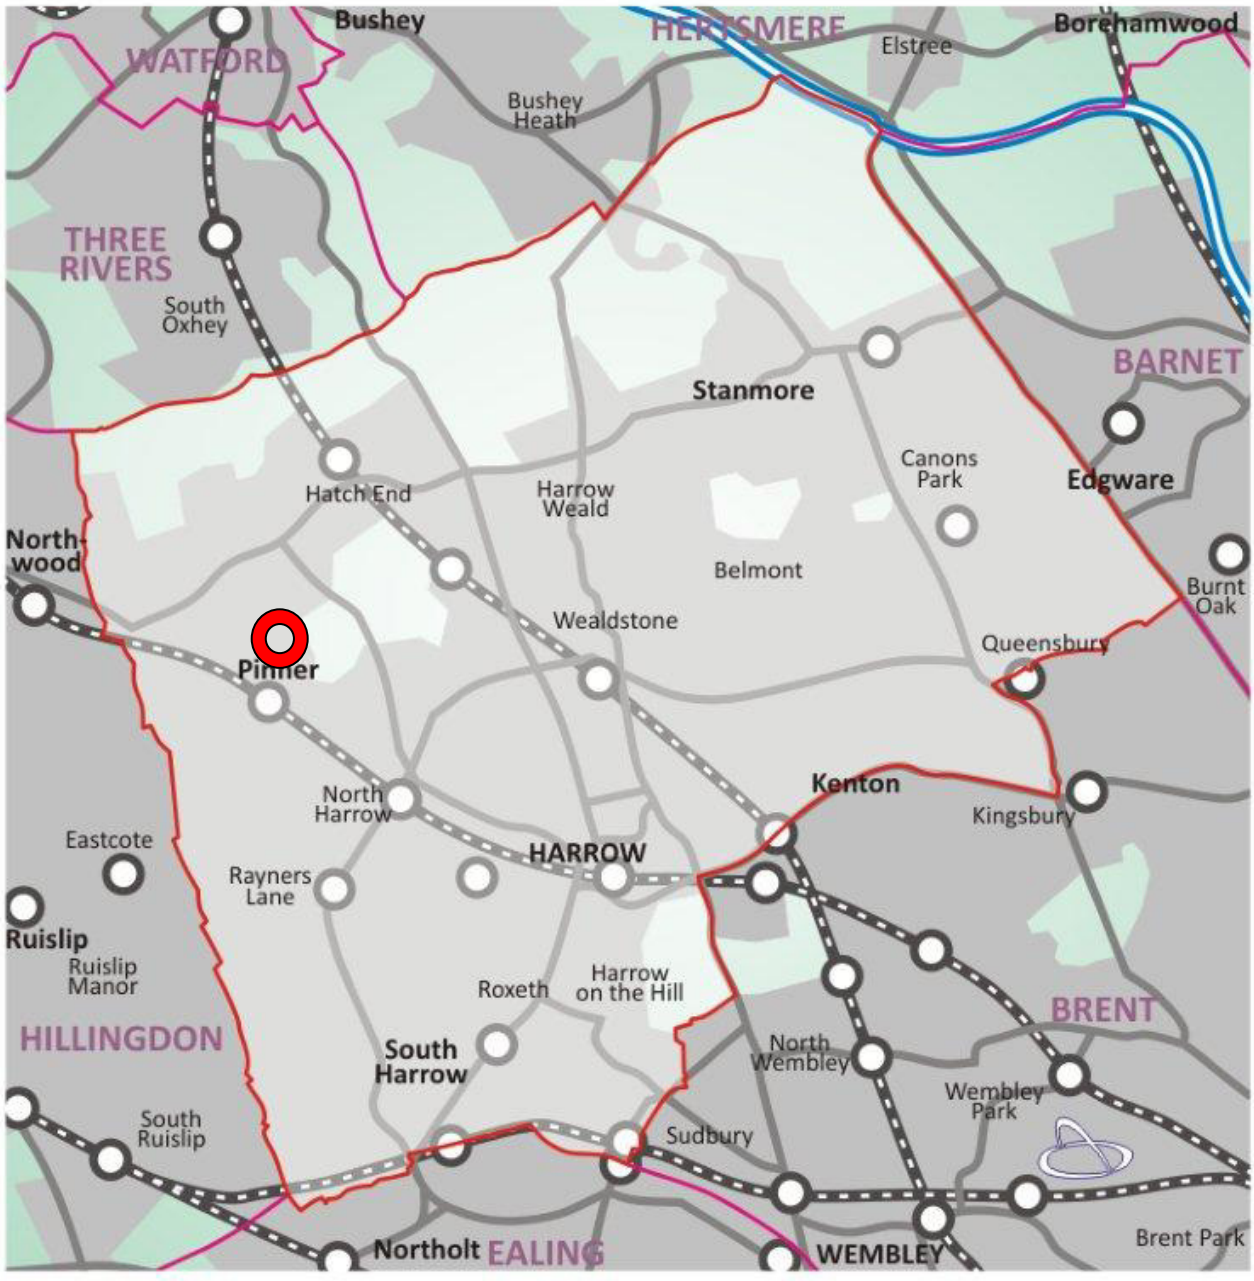 Bushey
HERTSMERE
Borehamwood
WATFORD
Elstree
Bushey
Heath
THREE
RIVERS
South
Oxhey
BARNET
Stanmore
Canons
Park
Edgware
Hatch End
Harrow
Weald
North-
wood
Belmont
Burnt
Oak
Wealdstone
Queensbury
Pinner
Kenton
North
Harrow
Kingsbury
Eastcote
HARROW
Rayners
Lane
Ruislip
Ruislip
Manor
Harrow
on the Hill
Roxeth
BRENT
HILLINGDON
South
Harrow
North
Wembley
Wembley
Park
South
Ruislip
Sudbury
Brent Park
Northolt
EALING
WEMBLEY